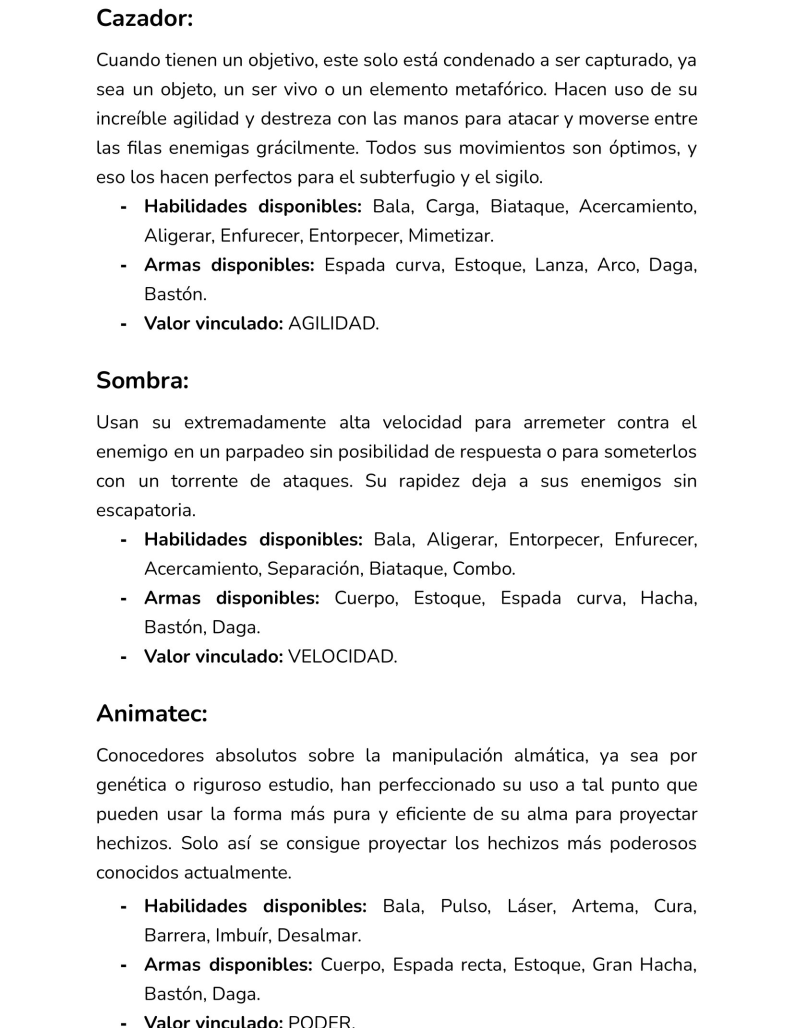 Cazador:
Cuando tienen un objetivo, este solo está condenado a ser capturado, ya
sea un objeto, un ser vivo o un elemento metafórico. Hacen uso de su
increíble agilidad y destreza con las manos para atacar y moverse entre
las filas enemigas grácilmente. Todos sus movimientos son óptimos, y
eso los hacen perfectos para el subterfugio y el sigilo.
- Habilidades disponibles: Bala, Carga, Biataque, Acercamiento,
Aligerar, Enfurecer, Entorpecer, Mimetizar.
- Armas disponibles: Espada curva, Estoque, Lanza, Arco, Daga,
Bastón.
- Valor vinculado: AGILIDAD.
Sombra:
Usan su extremadamente alta velocidad para arremeter contra el
enemigo en un parpadeo sin posibilidad de respuesta o para someterlos
con un torrente de ataques. Su rapidez deja a sus enemigos sin
escapatoria.
- Habilidades disponibles: Bala, Aligerar, Entorpecer, Enfurecer,
Acercamiento, Separación, Biataque, Combo.
- Armas disponibles: Cuerpo, Estoque, Espada curva, Hacha,
Bastón, Daga.
- Valor vinculado: VELOCIDAD.
Animatec:
Conocedores absolutos sobre la manipulación almática, ya sea por
genética o riguroso estudio, han perfeccionado su uso a tal punto que
pueden usar la forma más pura y eficiente de su alma para proyectar
hechizos. Solo así se consigue proyectar los hechizos más poderosos
conocidos actualmente.
- Habilidades disponibles: Bala, Pulso, Láser, Artema, Cura,
Barrera, Imbuír, Desalmar.
- Armas disponibles: Cuerpo, Espada recta, Estoque, Gran Hacha,
Bastón, Daga.
- Valor vinculado: PODER.